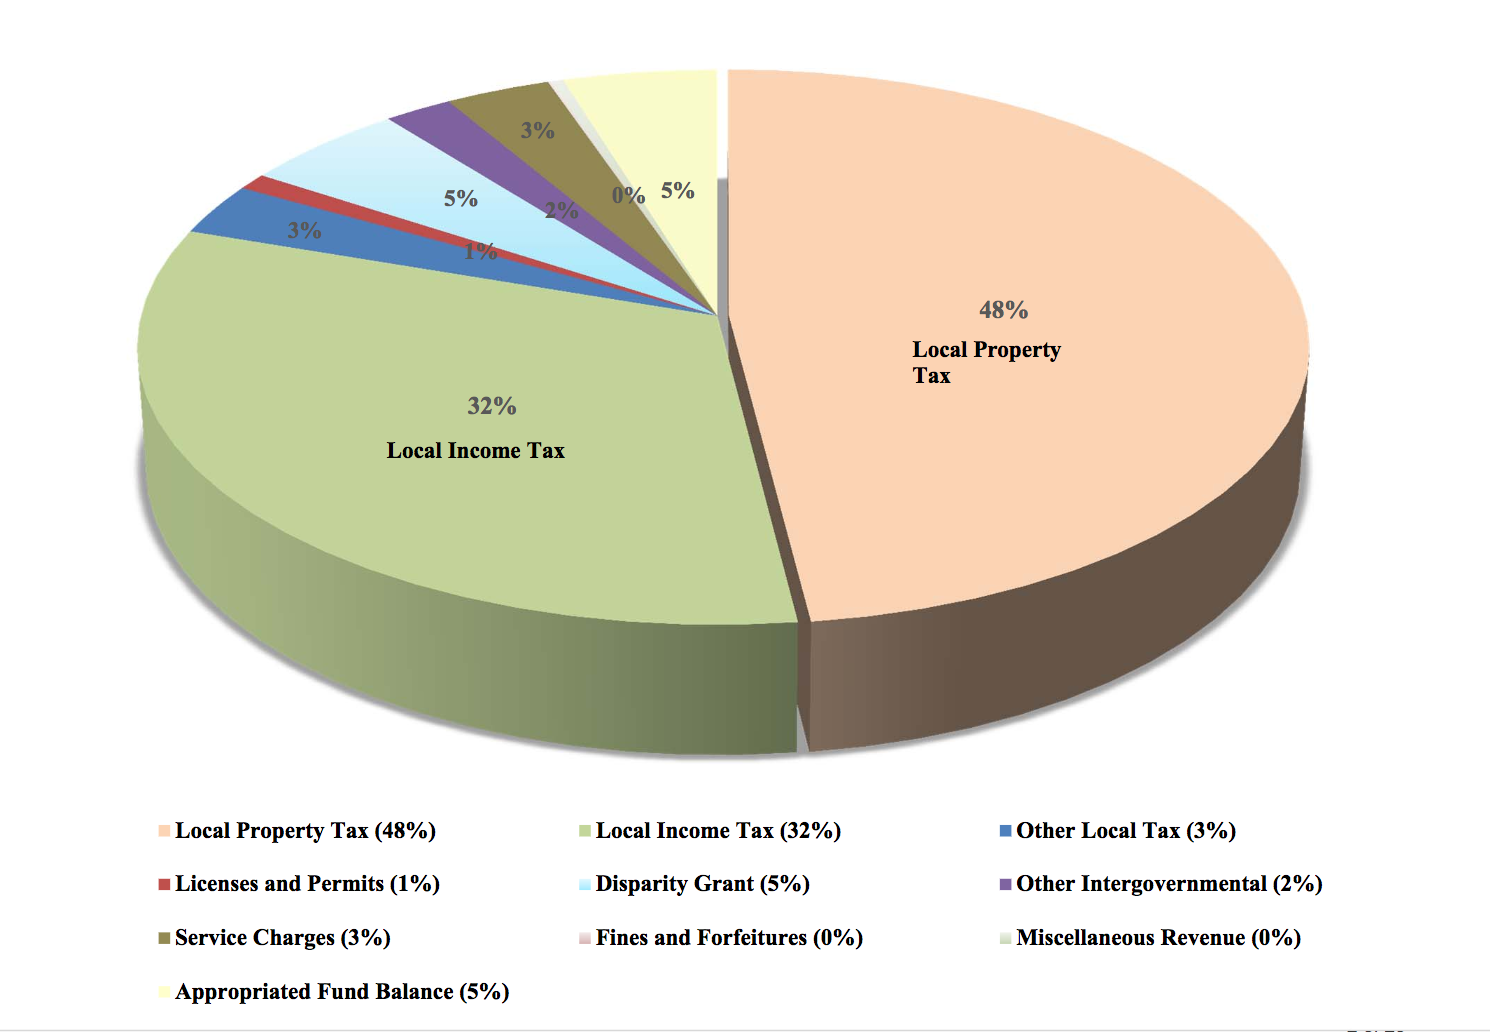 3%
0%
5%
5%
2%
3%
1%
48%
Local Property
Tax
32%
Local Income Tax
Local Property Tax (48%)
Local Income Tax (32%)
Other Local Tax (3%)
Licenses and Permits (1%)
Disparity Grant (5%)
Other Intergovernmental (2%)
Service Charges (3%)
Fines and Forfeitures (0%)
Miscellaneous Revenue (0%)
Appropriated Fund Balance (5%)